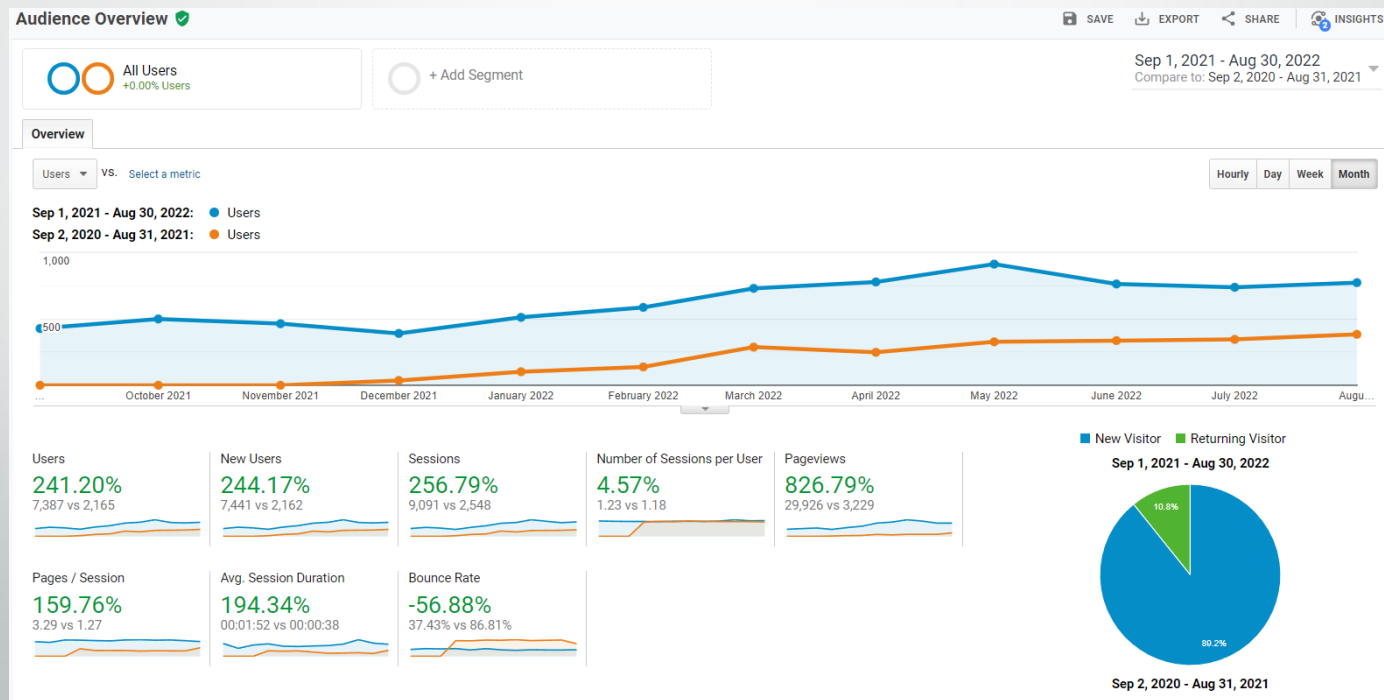 Audience Overview
SAVE EXPORT SHARE 2 INSIGHTS
All Users
+0.00% Users
+ Add Segment
Sep 1, 2021 - Aug 30, 2022
Compare to: Sep 2, 2020 - Aug 31, 2021
Overview
Users VS. Select a metric
Hourly Day Week Month
Sep 1, 2021 - Aug 30, 2022: Users
Sep 2, 2020 - Aug 31, 2021: Users
1,000
500
... October 2021 November 2021 December 2021 January 2022 February 2022 March 2022 April 2022 May 2022 June 2022 July 2022 Augu...
Users
241.20%
7,387 vs 2,165
New Users
244.17%
7,441 vs 2,162
Sessions
256.79%
9,091 vs 2,548
Number of Sessions per User
4.57%
1.23 vs 1.18
Pageviews
826.79%
29,926 vs 3,229
Pages / Session
159.76%
3.29 vs 1.27
Avg. Session Duration
194.34%
00:01:52 vs 00:00:38
Bounce Rate
-56.88%
37.43% vs 86.81%
New Visitor Returning Visitor
Sep 1, 2021 - Aug 30, 2022
10.8%
89.2%
Sep 2, 2020 - Aug 31, 2021